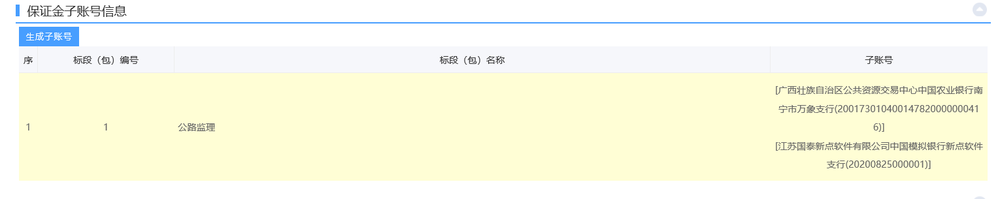 保证金子账号信息
生成子账号
序 标段（包）编号 标段（包）名称 子账号
[广西壮族自治区公共资源交易中心中国农业银行南
宁市万象支行(200173010400147820000000041
1 1 公路监理 6)]
[江苏国泰新点软件有限公司中国模拟银行新点软件
支行(20200825000001)]